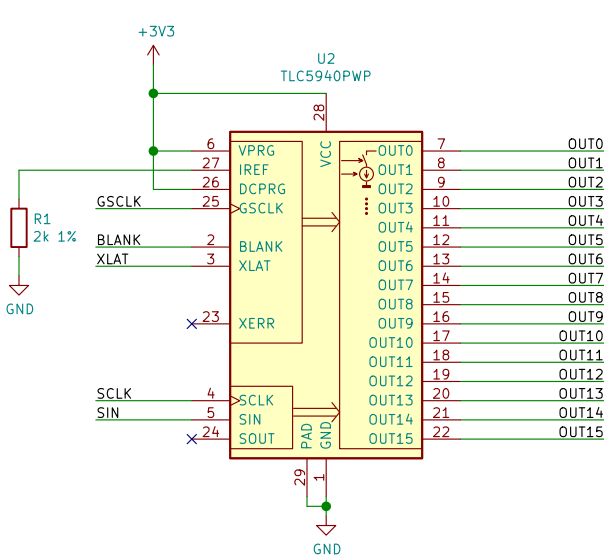 +3V3
U2
TLC5940PWP
28
VCC
6 VPRG
27 IREF
26 DCPRG
GSCLK 25 GSCLK
BLANK 2 BLANK
XLAT 3 XLAT
23 XERR
SCLK 4 SCLK
SIN 5 SIN
24 SOUT
R1
2k 1%
GND
OUT0 7 OUT0
OUT1 8 OUT1
OUT2 9 OUT2
OUT3 10 OUT3
OUT4 11 OUT4
OUT5 12 OUT5
OUT6 13 OUT6
OUT7 14 OUT7
OUT8 15 OUT8
OUT9 16 OUT9
OUT10 17 OUT10
OUT11 18 OUT11
OUT12 19 OUT12
OUT13 20 OUT13
OUT14 21 OUT14
OUT15 22 OUT15
PAD
GND
29
1
GND